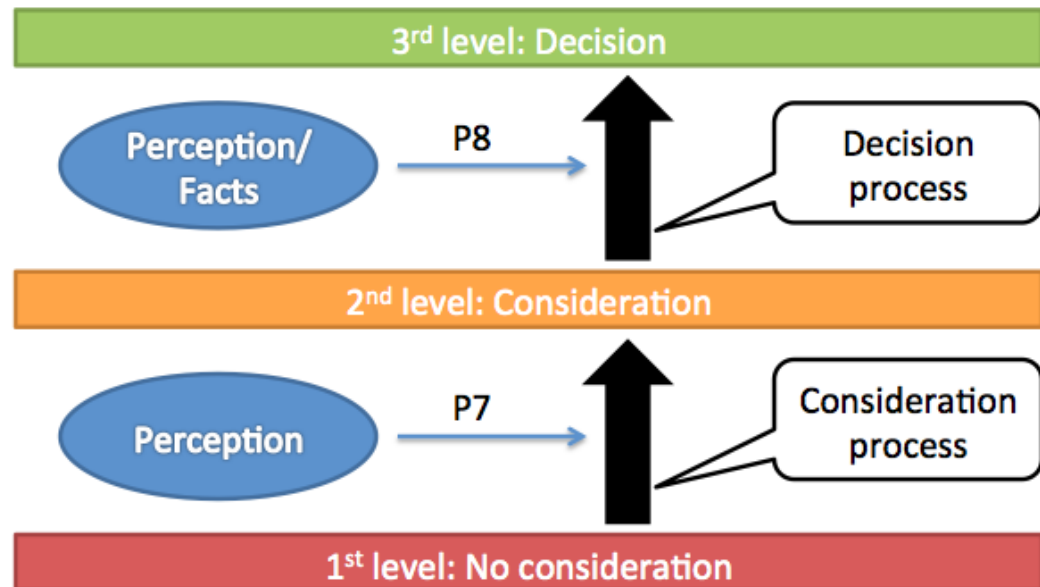 3rd level: Decision
Perception/
Facts
P8
Decision
process
2nd level: Consideration
Perception
P7
Consideration
process
1st level: No consideration